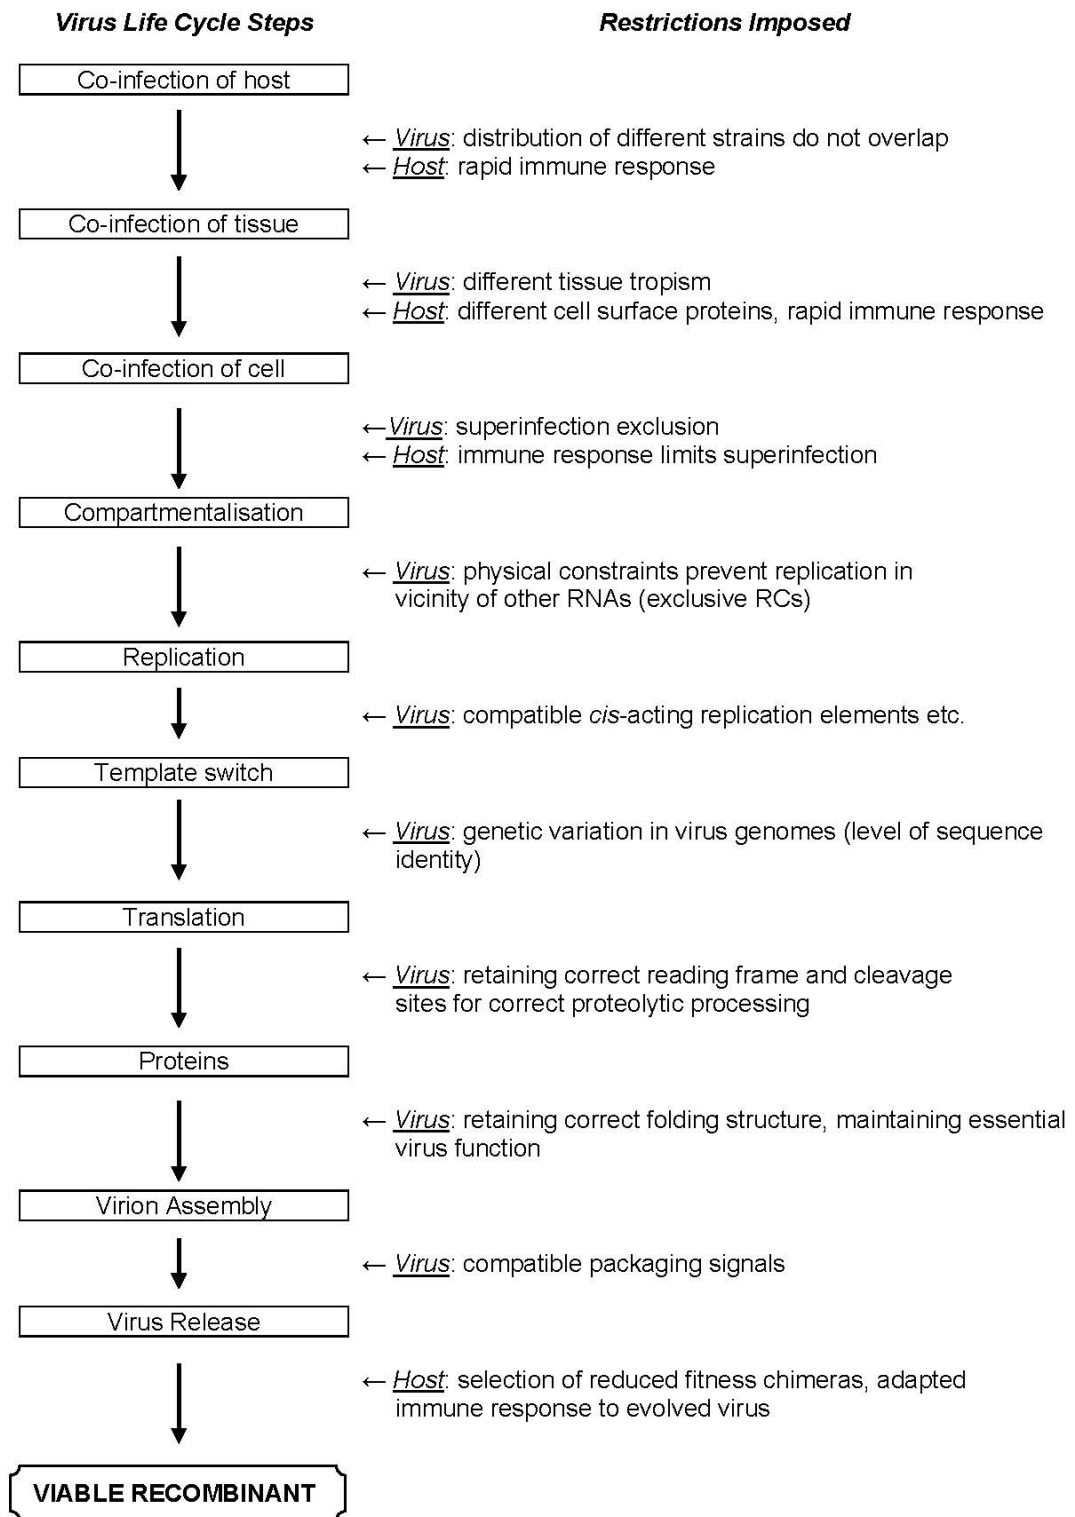 Virus Life Cycle Steps
Restrictions Imposed
Co-infection of host
← Virus: distribution of different strains do not overlap
← Host: rapid immune response
Co-infection of tissue
← Virus: different tissue tropism
← Host: different cell surface proteins, rapid immune response
Co-infection of cell
← Virus: superinfection exclusion
← Host: immune response limits superinfection
Compartmentalisation
← Virus: physical constraints prevent replication in
vicinity of other RNAs (exclusive RCs)
Replication
← Virus: compatible cis-acting replication elements etc.
Template switch
← Virus: genetic variation in virus genomes (level of sequence
identity)
Translation
← Virus: retaining correct reading frame and cleavage
sites for correct proteolytic processing
Proteins
← Virus: retaining correct folding structure, maintaining essential
virus function
Virion Assembly
← Virus: compatible packaging signals
Virus Release
← Host: selection of reduced fitness chimeras, adapted
immune response to evolved virus
VIABLE RECOMBINANT